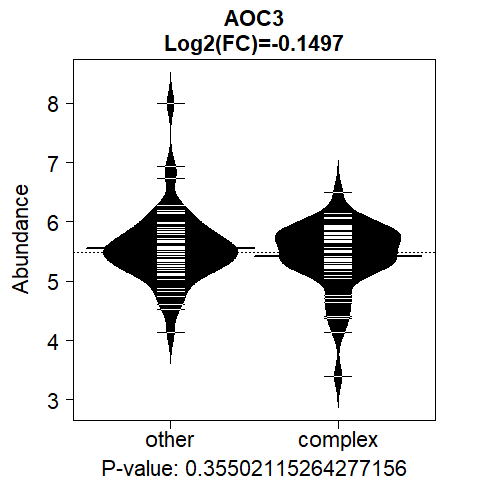 AOC3
Log2(FC)=-0.1497
Abundance
8
7
6
5
4
3
other complex
P-value: 0.35502115264277156